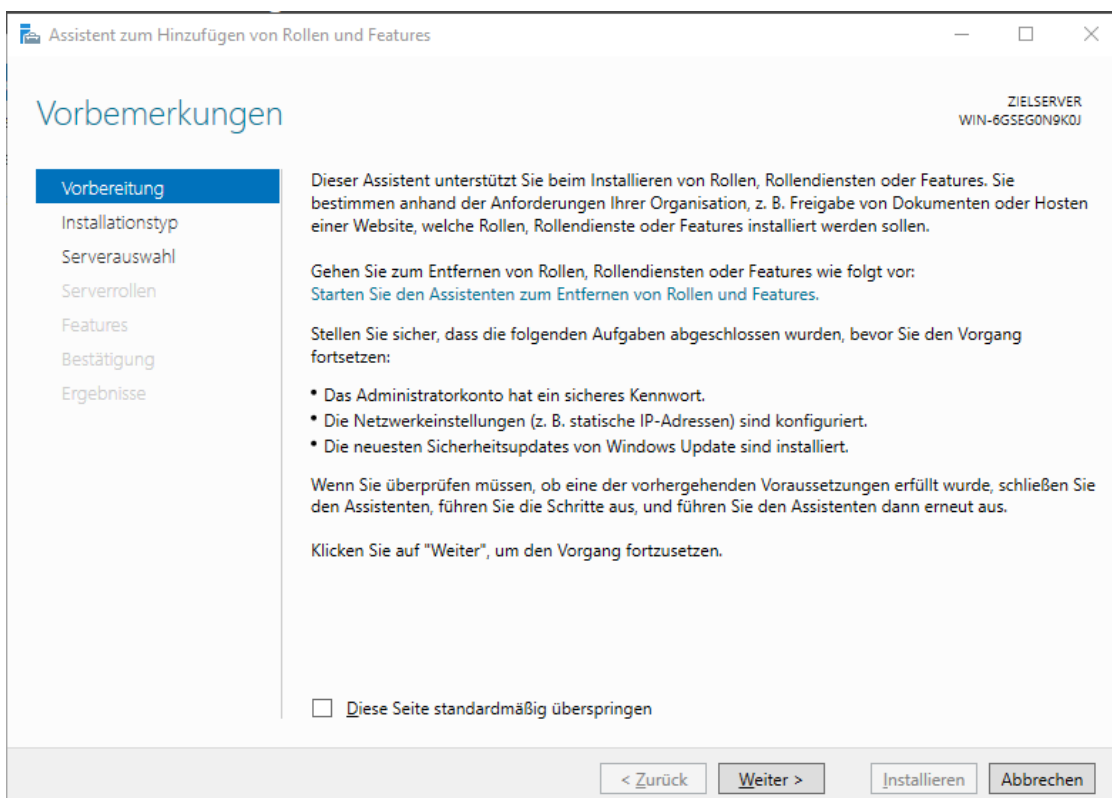 Assistent zum Hinzufügen von Rollen und Features
Vorbemerkungen
ZIELSERVER
WIN-6GSEG0N9K0J
Vorbereitung
Installationstyp
Serverauswahl
Serverrollen
Features
Bestätigung
Ergebnisse
Dieser Assistent unterstützt Sie beim Installieren von Rollen, Rollendiensten oder Features. Sie
bestimmen anhand der Anforderungen Ihrer Organisation, z. B. Freigabe von Dokumenten oder Hosten
einer Website, welche Rollen, Rollendienste oder Features installiert werden sollen.
Gehen Sie zum Entfernen von Rollen, Rollendiensten oder Features wie folgt vor:
Starten Sie den Assistenten zum Entfernen von Rollen und Features.
Stellen Sie sicher, dass die folgenden Aufgaben abgeschlossen wurden, bevor Sie den Vorgang
fortsetzen:
• Das Administratorkonto hat ein sicheres Kennwort.
• Die Netzwerkeinstellungen (z. B. statische IP-Adressen) sind konfiguriert.
• Die neuesten Sicherheitsupdates von Windows Update sind installiert.
Wenn Sie überprüfen müssen, ob eine der vorhergehenden Voraussetzungen erfüllt wurde, schließen Sie
den Assistenten, führen Sie die Schritte aus, und führen Sie den Assistenten dann erneut aus.
Klicken Sie auf "Weiter", um den Vorgang fortzusetzen.
Diese Seite standardmäßig überspringen
< Zurück
Weiter >
Installieren
Abbrechen